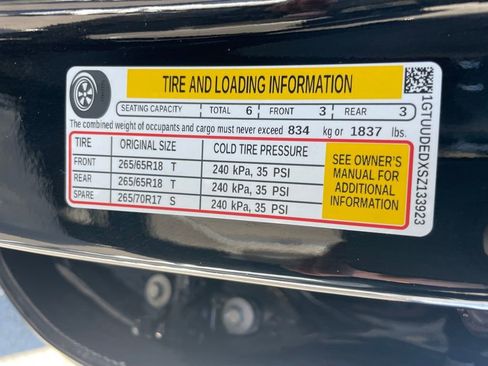 TIRE AND LOADING INFORMATION
SEATING CAPACITY TOTAL 6 FRONT 3 REAR 3
The combined weight of occupants and cargo must never exceed 834 kg or 1837 lbs.
TIRE ORIGINAL SIZE COLD TIRE PRESSURE
FRONT 265/65R18 T 240 kPa, 35 PSI
REAR 265/65R18 T 240 kPa, 35 PSI
SPARE 265/70R17 S 240 kPa, 35 PSI
SEE OWNER'S
MANUAL FOR
ADDITIONAL
INFORMATION
1GTUUDEDXSZ133923